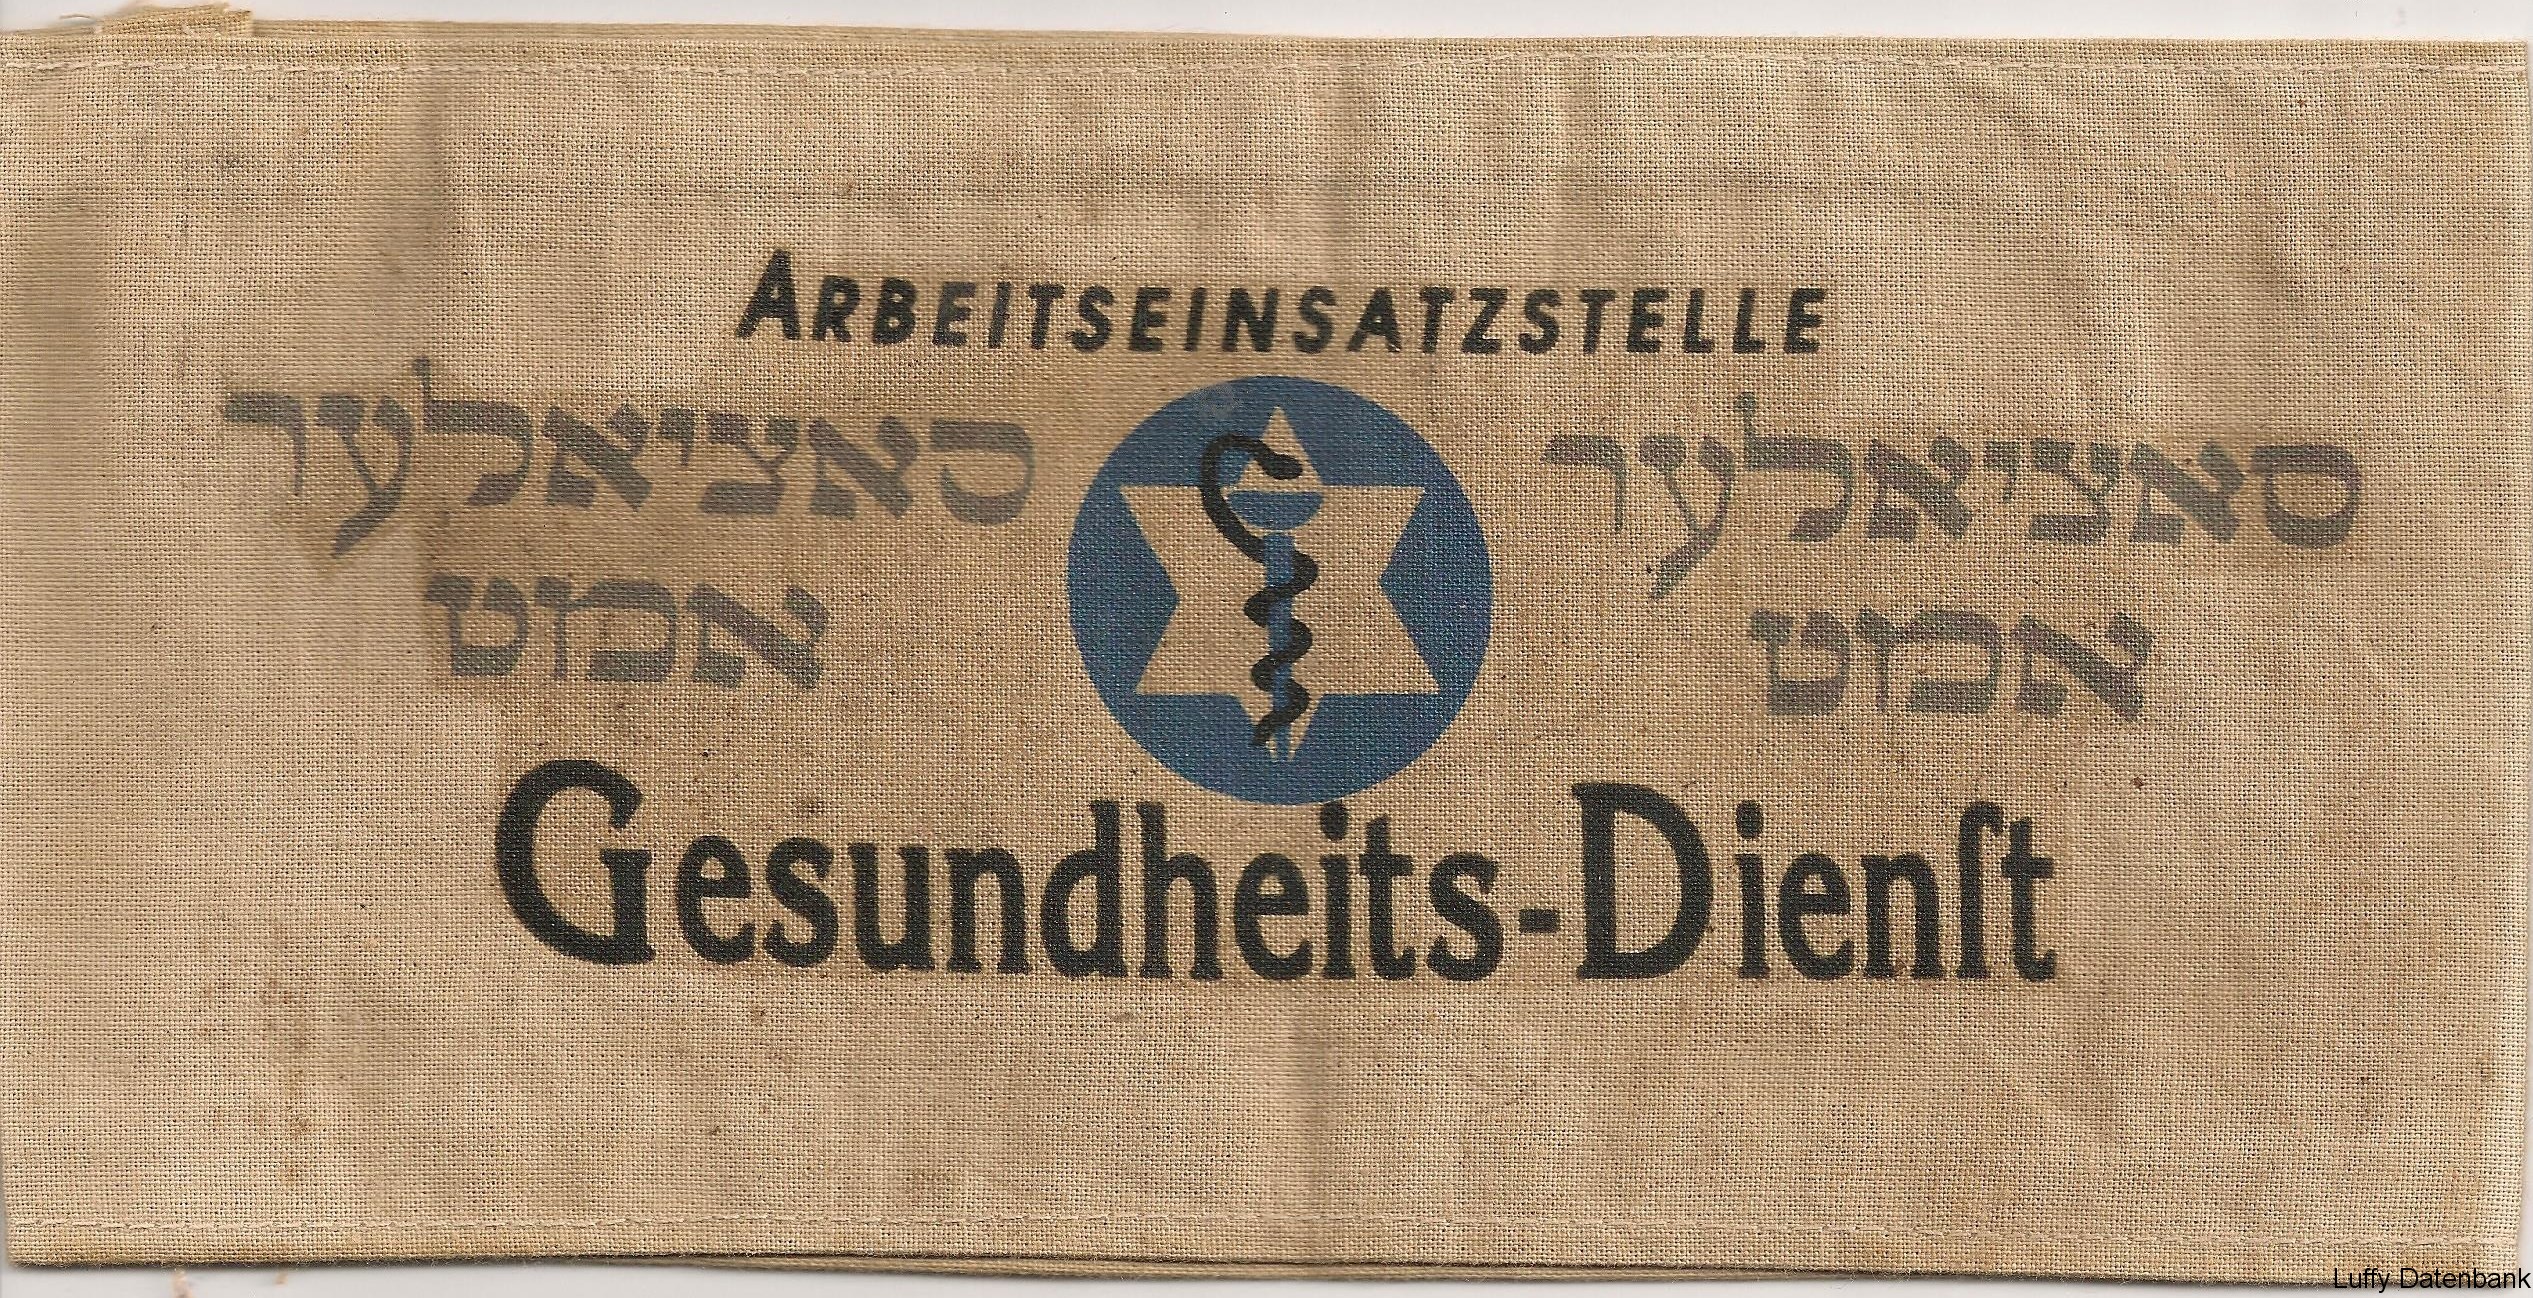 ARBEITSEINSATZSTELLE
סאציאלער סאציאלער
אמט אמט
Gesundheits-Dienſt
Luffy Datenbank